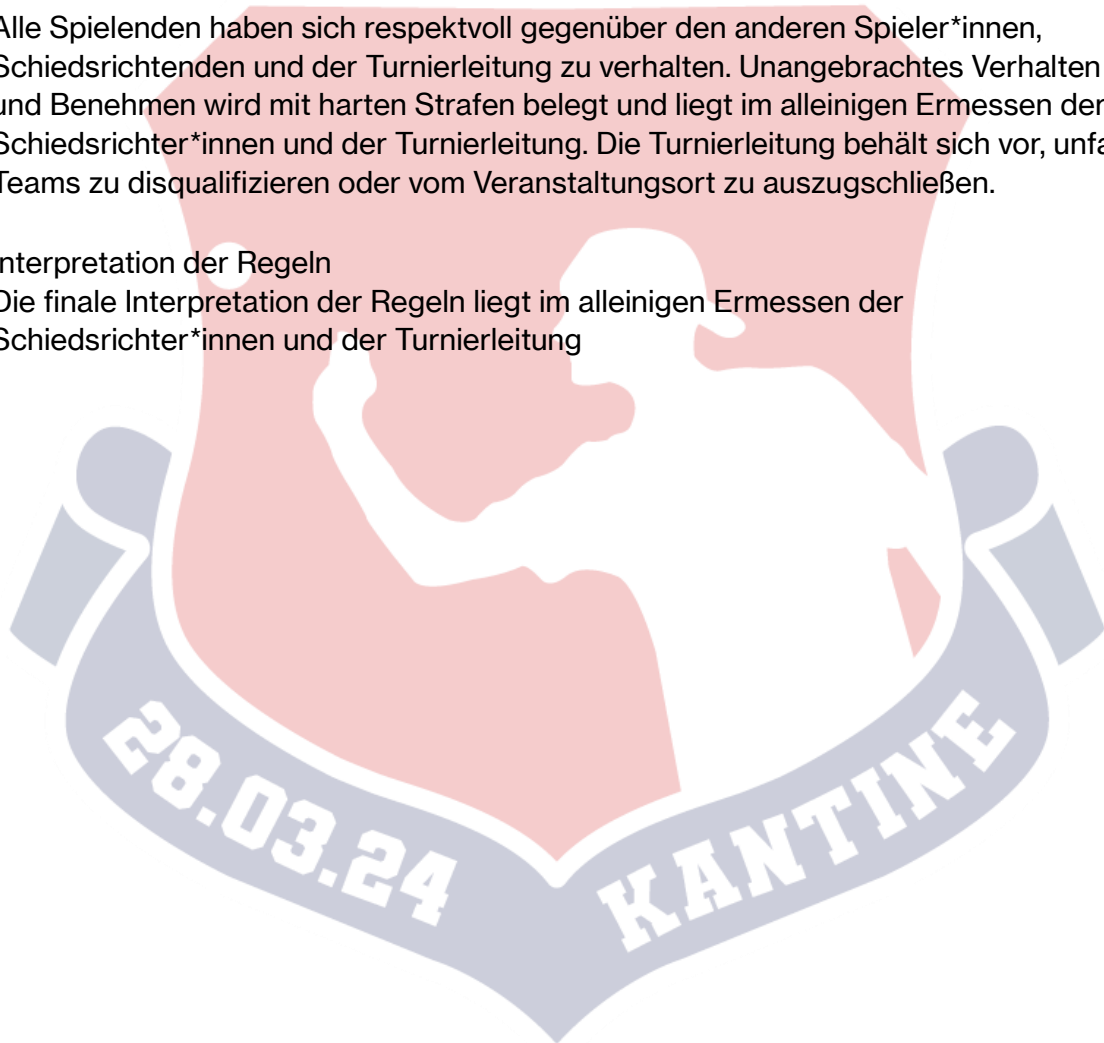 Alle Spielenden haben sich respektvoll gegenüber den anderen Spieler*innen,
Schiedsrichtenden und der Turnierleitung zu verhalten. Unangebrachtes Verhalten
und Benehmen wird mit harten Strafen belegt und liegt im alleinigen Ermessen der
Schiedsrichter*innen und der Turnierleitung. Die Turnierleitung behält sich vor,
Teams zu disqualifizieren oder vom Veranstaltungsort zu auszugschließen.
Interpretation der Regeln
Die finale Interpretation der Regeln liegt im alleinigen Ermessen der
Schiedsrichter*innen und der Turnierleitung
28.03.24 KANTINE